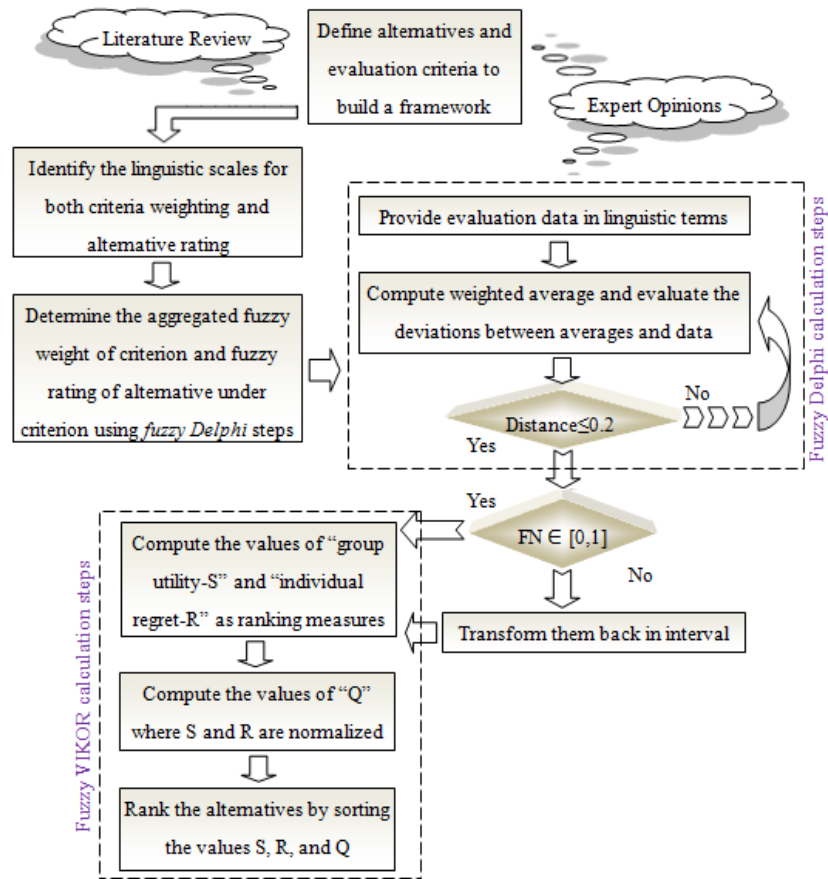 Literature Review
Define alternatives and
evaluation criteria to
build a framework
Expert Opinions
Identify the linguistic scales for
both criteria weighting and
alternative rating
Determine the aggregated fuzzy
weight of criterion and fuzzy
rating of alternative under
criterion using fuzzy Delphi steps
Provide evaluation data in linguistic terms
Compute weighted average and evaluate the
deviations between averages and data
No
Distance≤0.2
Yes
Fuzzy Delphi calculation steps
Yes
FN ∈ [0,1]
No
Transform them back in interval
Compute the values of “group
utility-S” and “individual
regret-R” as ranking measures
Compute the values of “Q”
where S and R are normalized
Rank the alternatives by sorting
the values S, R, and Q
Fuzzy VIKOR calculation steps